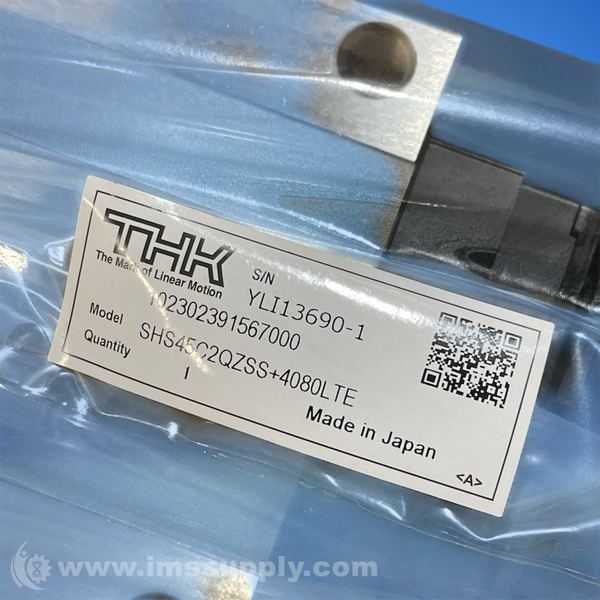 THK
The Mark of Linear Motion
S/N YLI13690-1
102302391567000
Model SHS45C2QZSS+4080LTE
Quantity 1
Made in Japan
<A>
www.imssupply.com